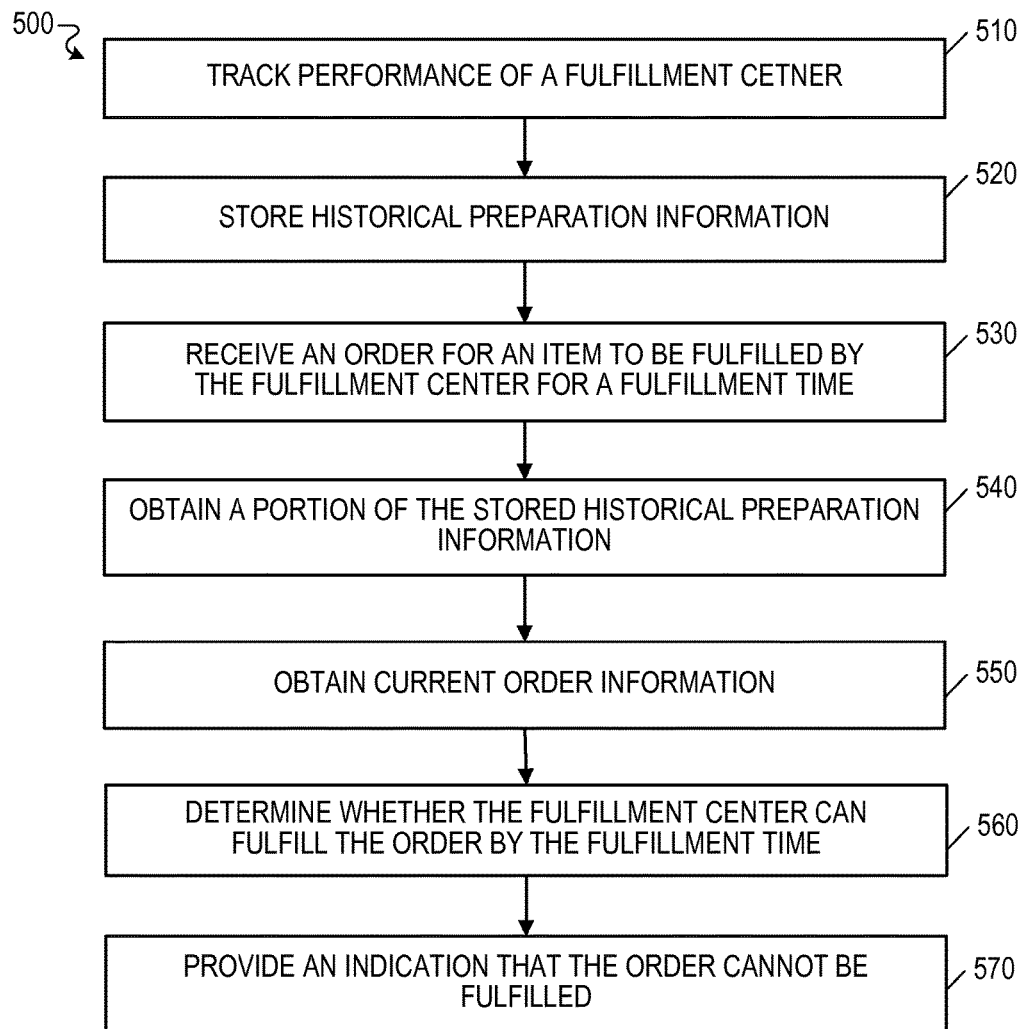 500
510
TRACK PERFORMANCE OF A FULFILLMENT CETNER
520
STORE HISTORICAL PREPARATION INFORMATION
530
RECEIVE AN ORDER FOR AN ITEM TO BE FULFILLED BY
THE FULFILLMENT CENTER FOR A FULFILLMENT TIME
540
OBTAIN A PORTION OF THE STORED HISTORICAL PREPARATION
INFORMATION
550
OBTAIN CURRENT ORDER INFORMATION
560
DETERMINE WHETHER THE FULFILLMENT CENTER CAN
FULFILL THE ORDER BY THE FULFILLMENT TIME
570
PROVIDE AN INDICATION THAT THE ORDER CANNOT BE
FULFILLED